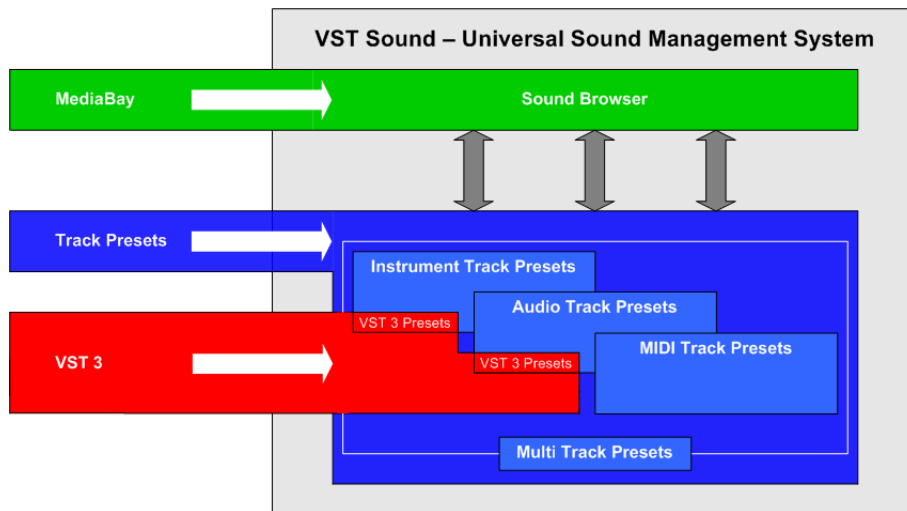 VST Sound – Universal Sound Management System
MediaBay
Sound Browser
Track Presets
Instrument Track Presets
Audio Track Presets
VST 3 Presets
MIDI Track Presets
VST 3
VST 3 Presets
Multi Track Presets